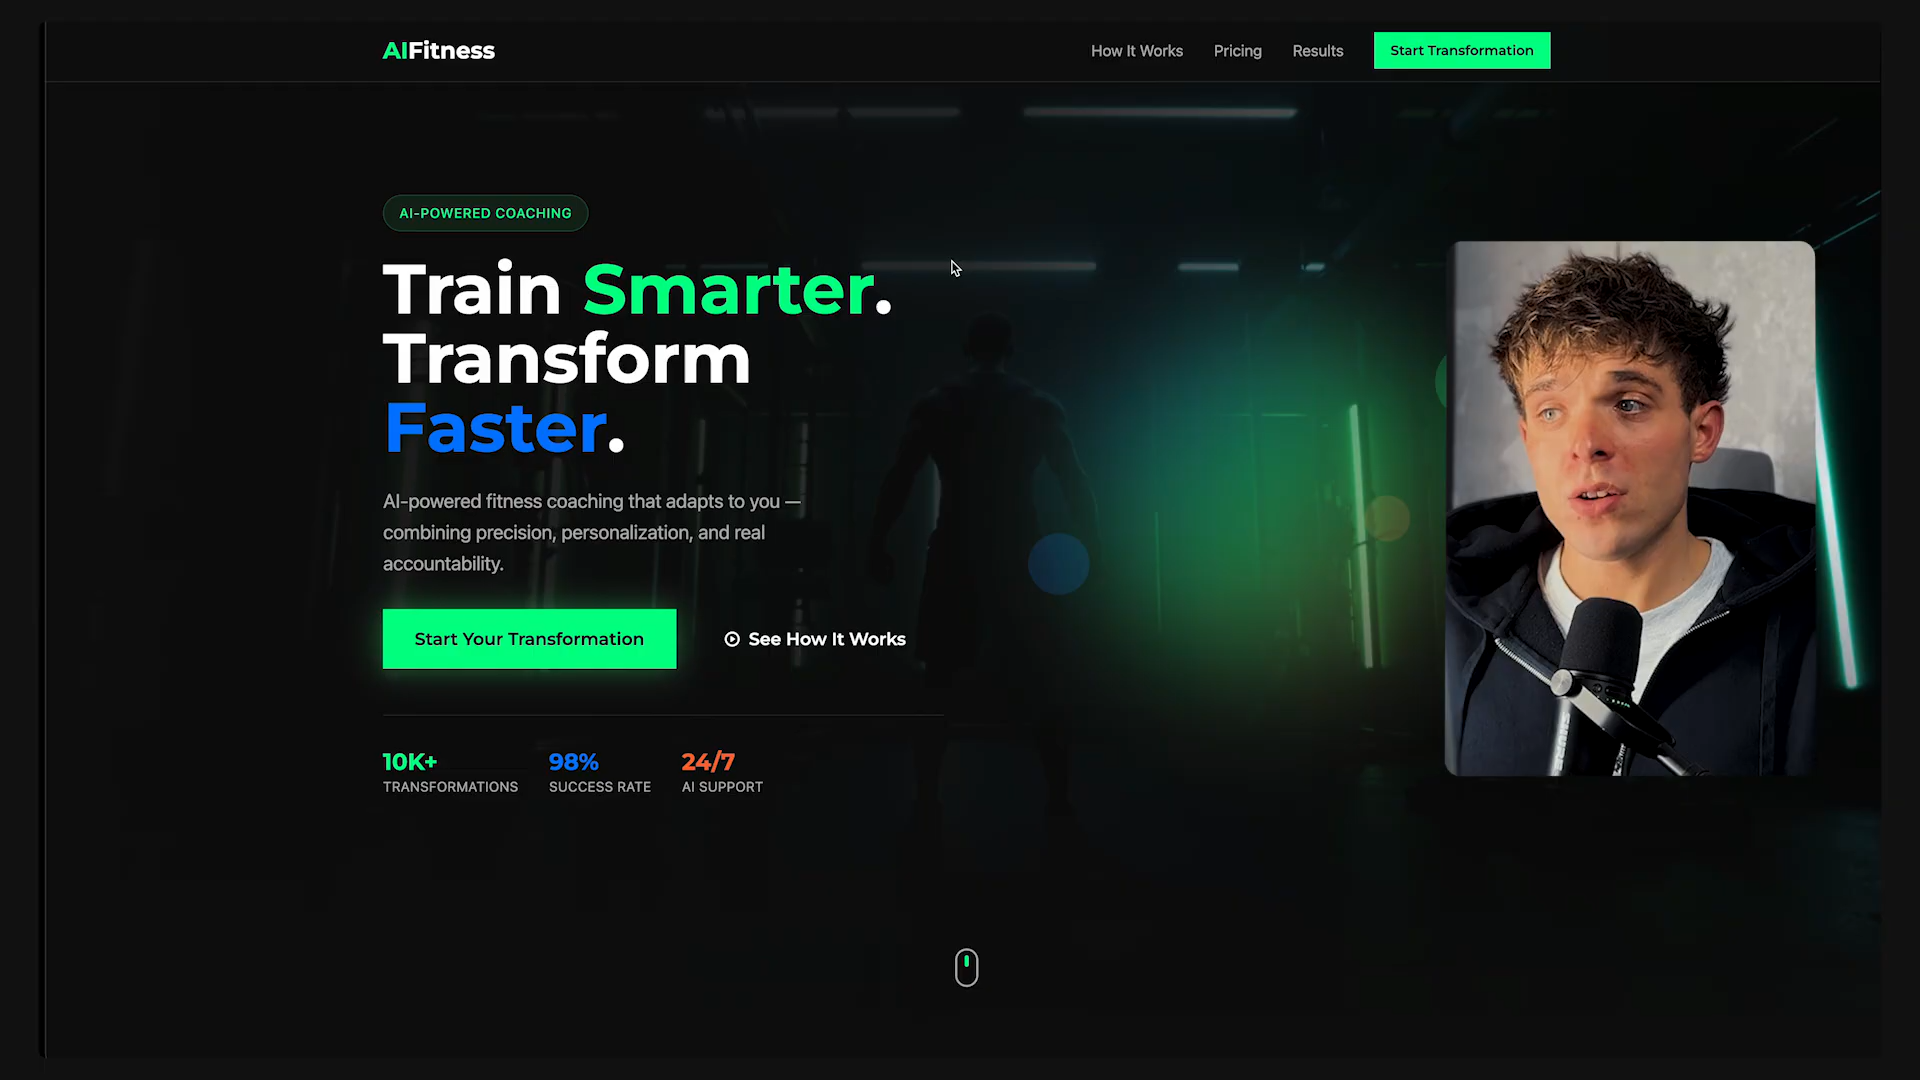 AIFitness
How It Works
Pricing
Results
Start Transformation
AI-POWERED COACHING
Train Smarter.
Transform
Faster.
AI-powered fitness coaching that adapts to you —
combining precision, personalization, and real
accountability.
Start Your Transformation
See How It Works
10K+
TRANSFORMATIONS
98%
SUCCESS RATE
24/7
AI SUPPORT